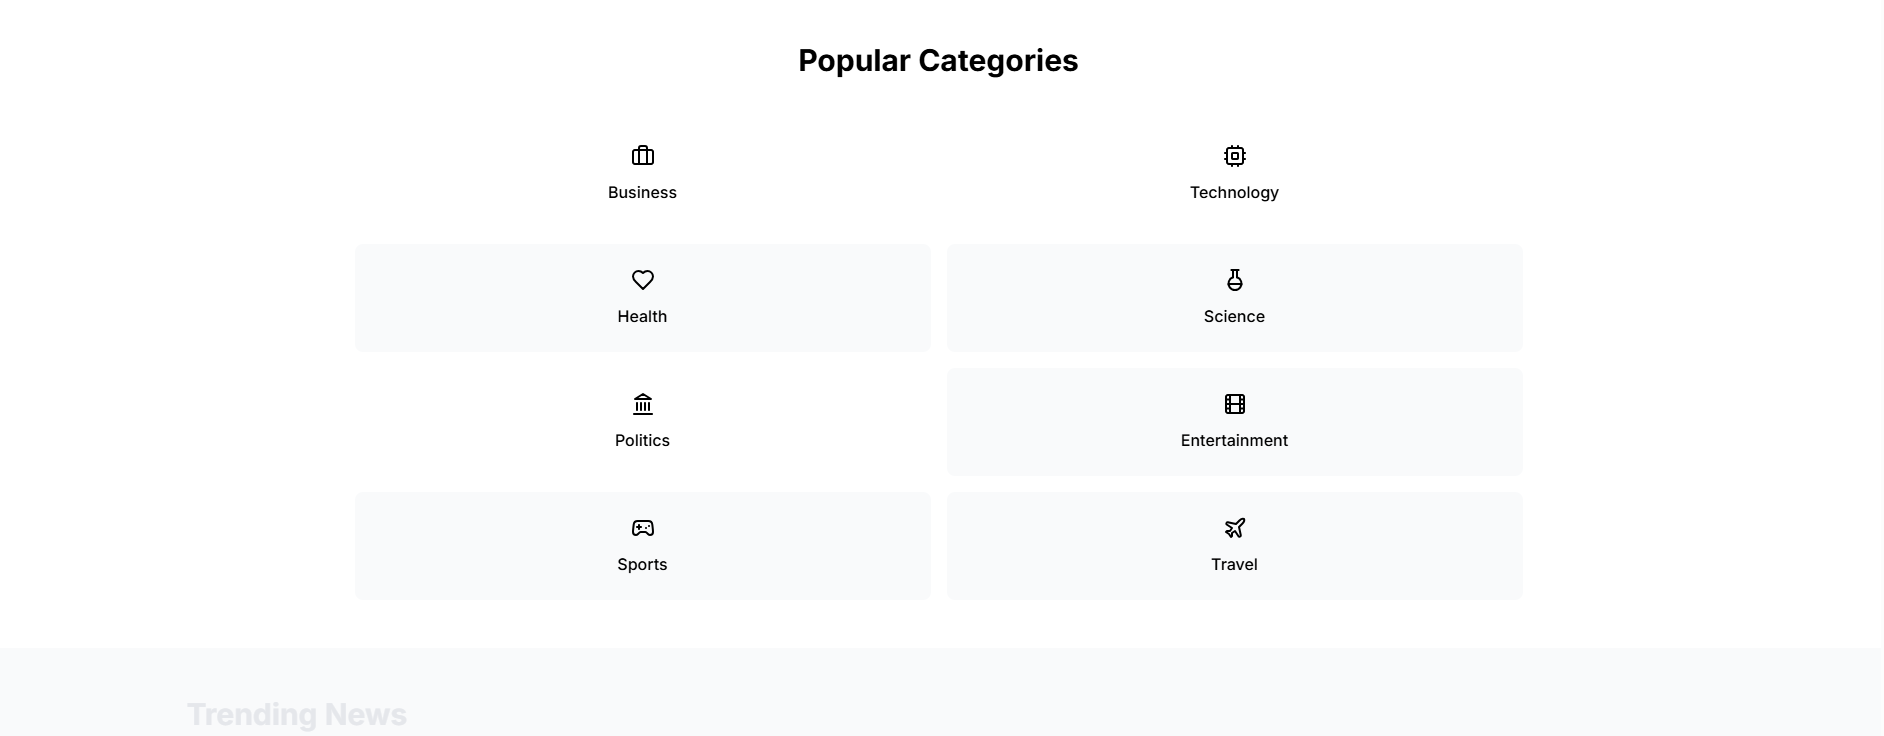 Popular Categories
Business
Technology
Health
Science
Politics
Entertainment
Sports
Travel
Trending News